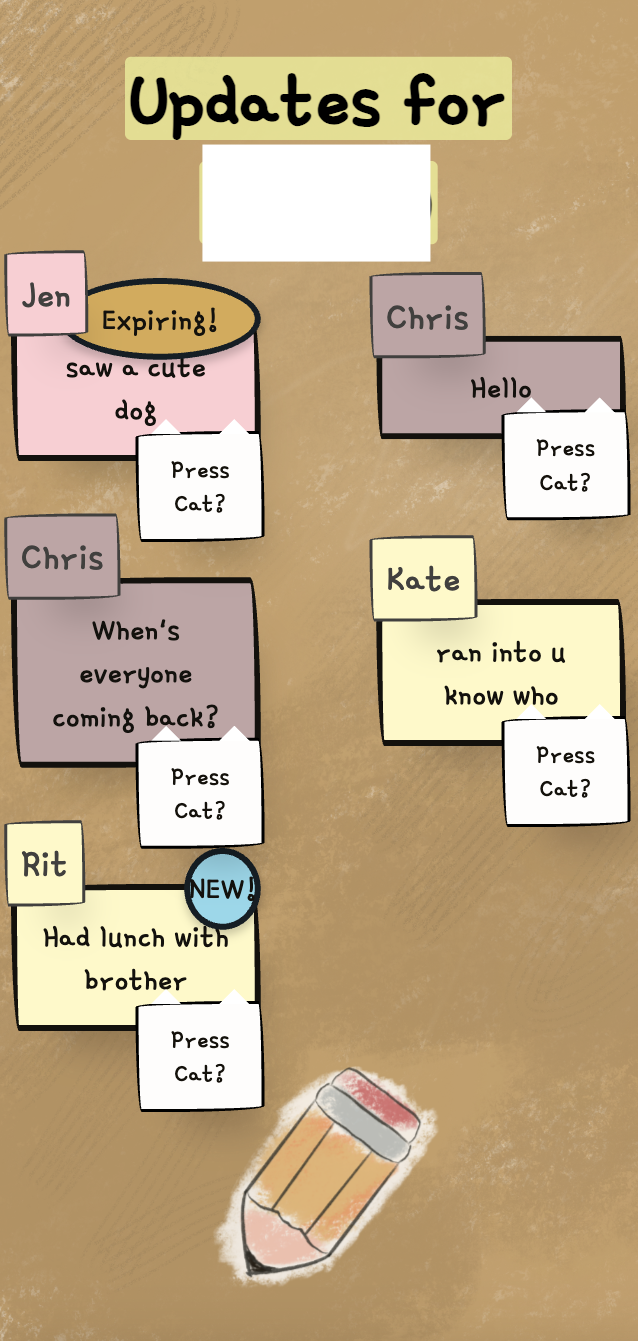 Updates for
Jen
Expiring!
saw a cute
dog
Press
Cat?
Chris
Hello
Press
Cat?
Chris
When's
everyone
coming back?
Press
Cat?
Kate
ran into u
know who
Press
Cat?
Rit
NEW!
Had lunch with
brother
Press
Cat?